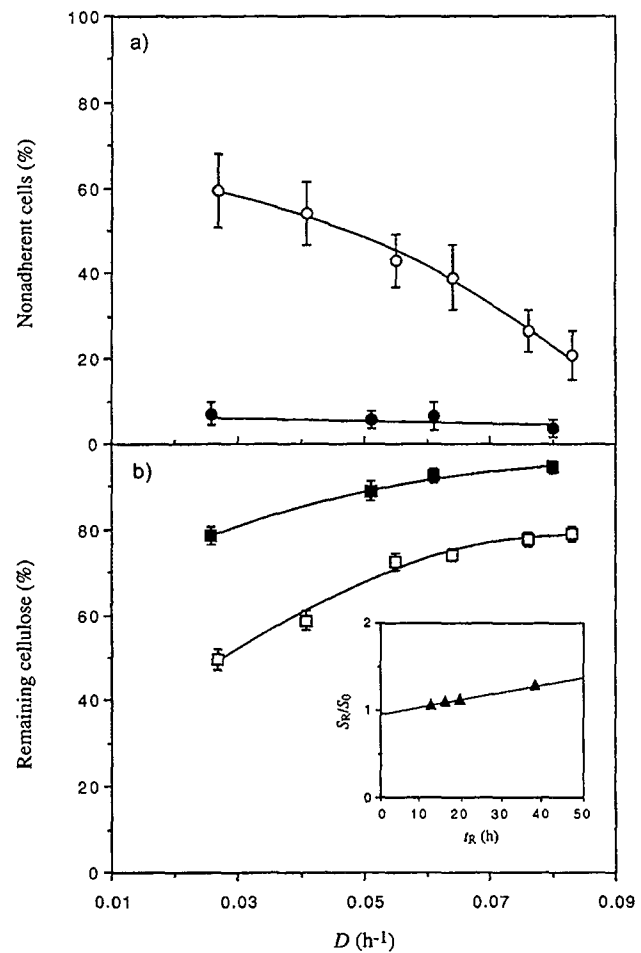 100
a)
80
60
40
20
0
Nonadherent cells (%)
b)
80
60
40
20
0
Remaining cellulose (%)
2
1
0
S_R/S_0
0 10 20 30 40 50
t_R (h)
0.01 0.03 0.05 0.07 0.09
D (h-1)